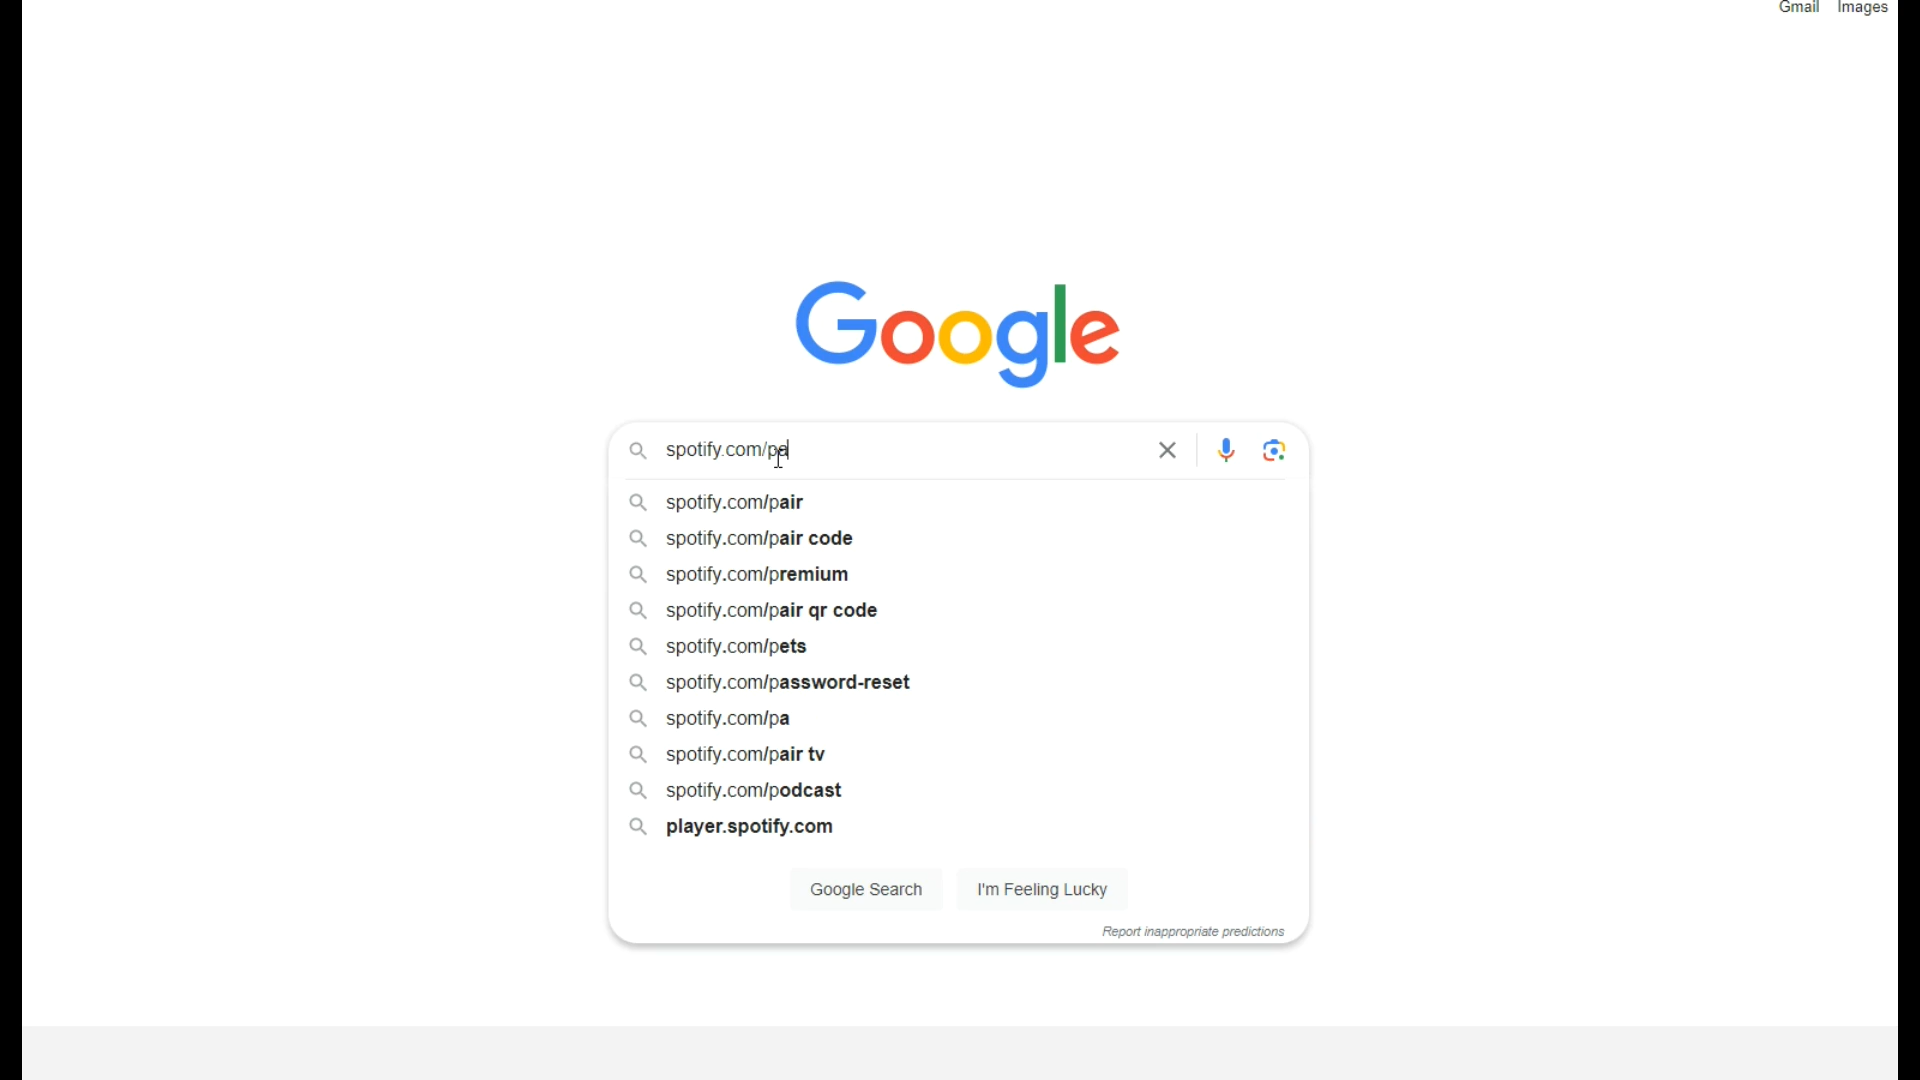 Gmail Images
Google
spotify.com/pa
spotify.com/pair
spotify.com/pair code
spotify.com/premium
spotify.com/pair qr code
spotify.com/pets
spotify.com/password-reset
spotify.com/pa
spotify.com/pair tv
spotify.com/podcast
player.spotify.com
Google Search I'm Feeling Lucky
Report inappropriate predictions